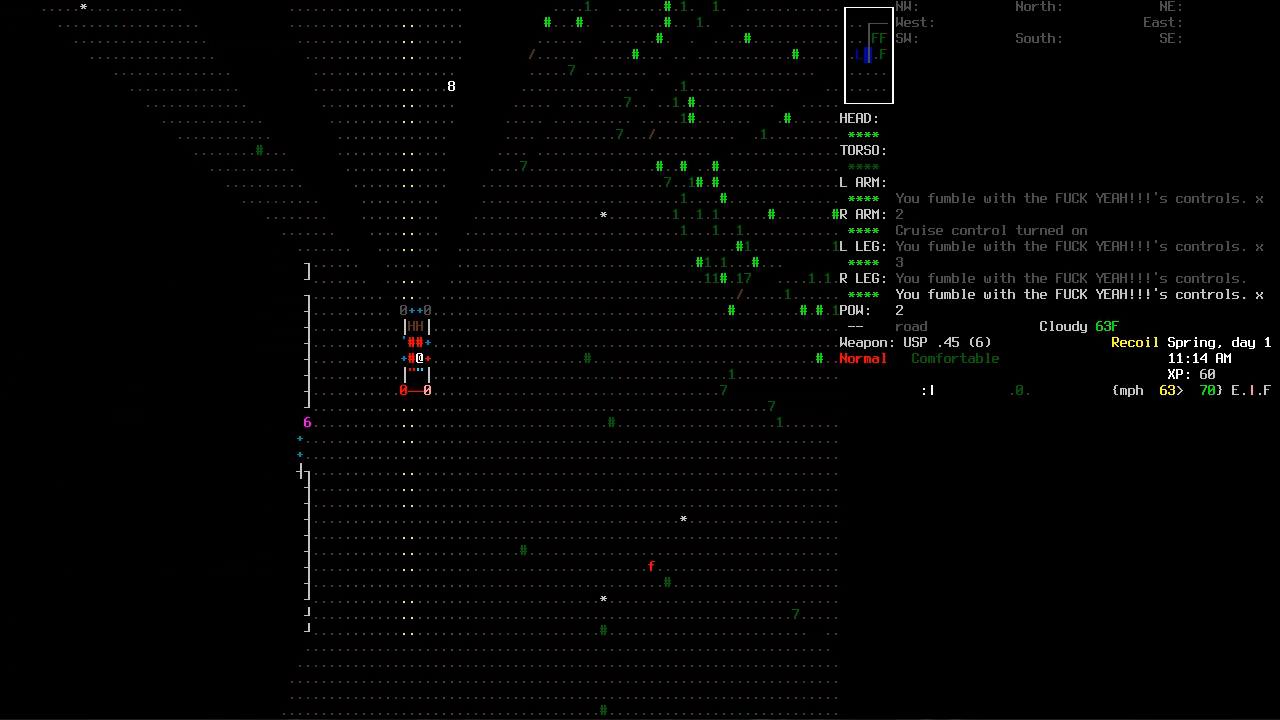 NW: North: NE:
West: East:
SW: South: SE:
HEAD:
****
TORSO:
****
L ARM:
**** You fumble with the FUCK YEAH!!!'s controls. x
R ARM: 2
**** Cruise control turned on
L LEG: You fumble with the FUCK YEAH!!!'s controls. x
**** 3
R LEG: You fumble with the FUCK YEAH!!!'s controls.
**** You fumble with the FUCK YEAH!!!'s controls. x
POW: 2
-- road Cloudy 63F
Weapon: USP .45 (6) Recoil Spring, day 1
Normal Comfortable 11:14 AM
XP: 60
:I .0. {mph 63> 70} E.|.F